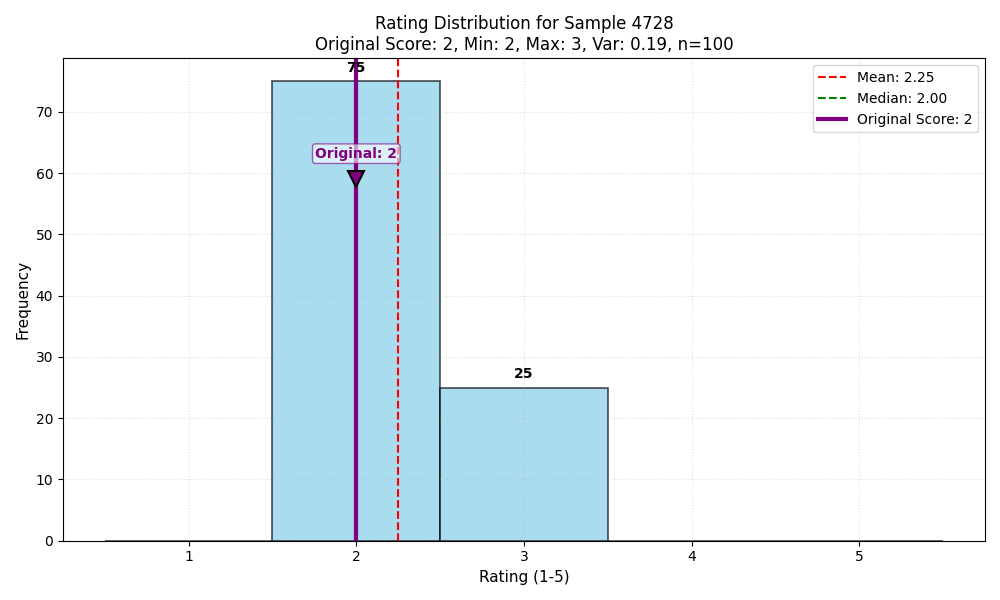 Rating Distribution for Sample 4728
Original Score: 2, Min: 2, Max: 3, Var: 0.19, n=100
Mean: 2.25
Median: 2.00
Original Score: 2
75
Original: 2
25
Frequency
70
60
50
40
30
20
10
0
1 2 3 4 5
Rating (1-5)